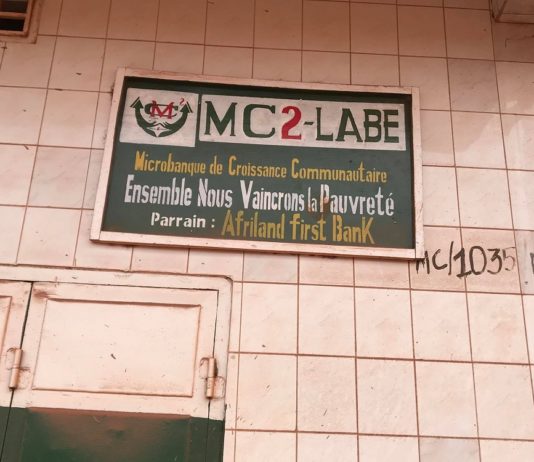 MC2-LABE
Microbanque de Croissance Communautaire
Ensemble Nous Vaincrons la Pauvreté
Parrain : Afriland first BanK
MC/1035